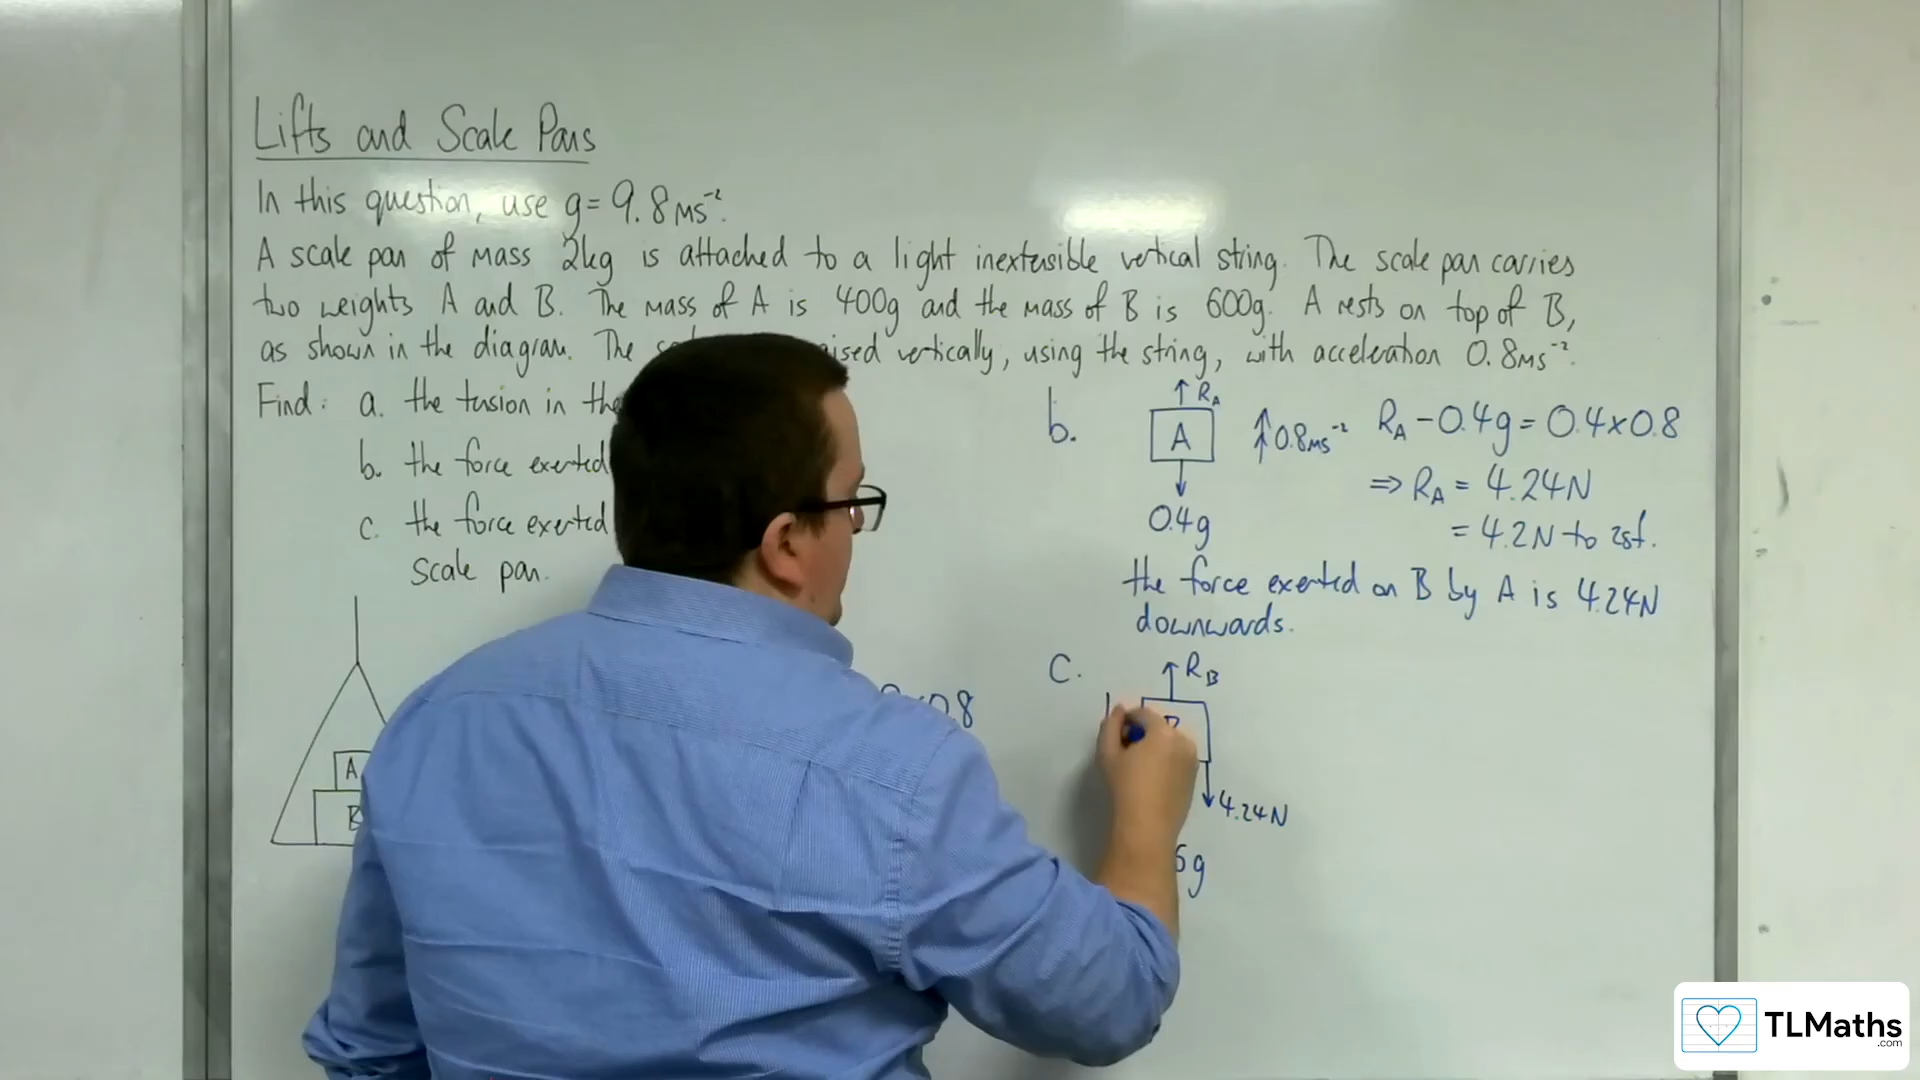 Lifts and Scale Pans
In this question, use g = 9.8ms⁻².
A scale pan of mass 2kg is attached to a light inextensible vertical string. The scale pan carries
two weights A and B. The mass of A is 400g and the mass of B is 600g. A rests on top of B,
as shown in the diagram. The vertically, using the string, with acceleration 0.8ms⁻².
Find: a. the tension in the
b. the force exerted
c. the force exerted
scale pan.
A
B
0.8
b.
↑ R_A
A
0.4g
0.8ms⁻²
R_A - 0.4g = 0.4×0.8
⇒ R_A = 4.24N
= 4.2N to 2sf.
the force exerted on B by A is 4.24N
downwards.
C.
↑ R_B
4.24N
g
TLMaths
.com